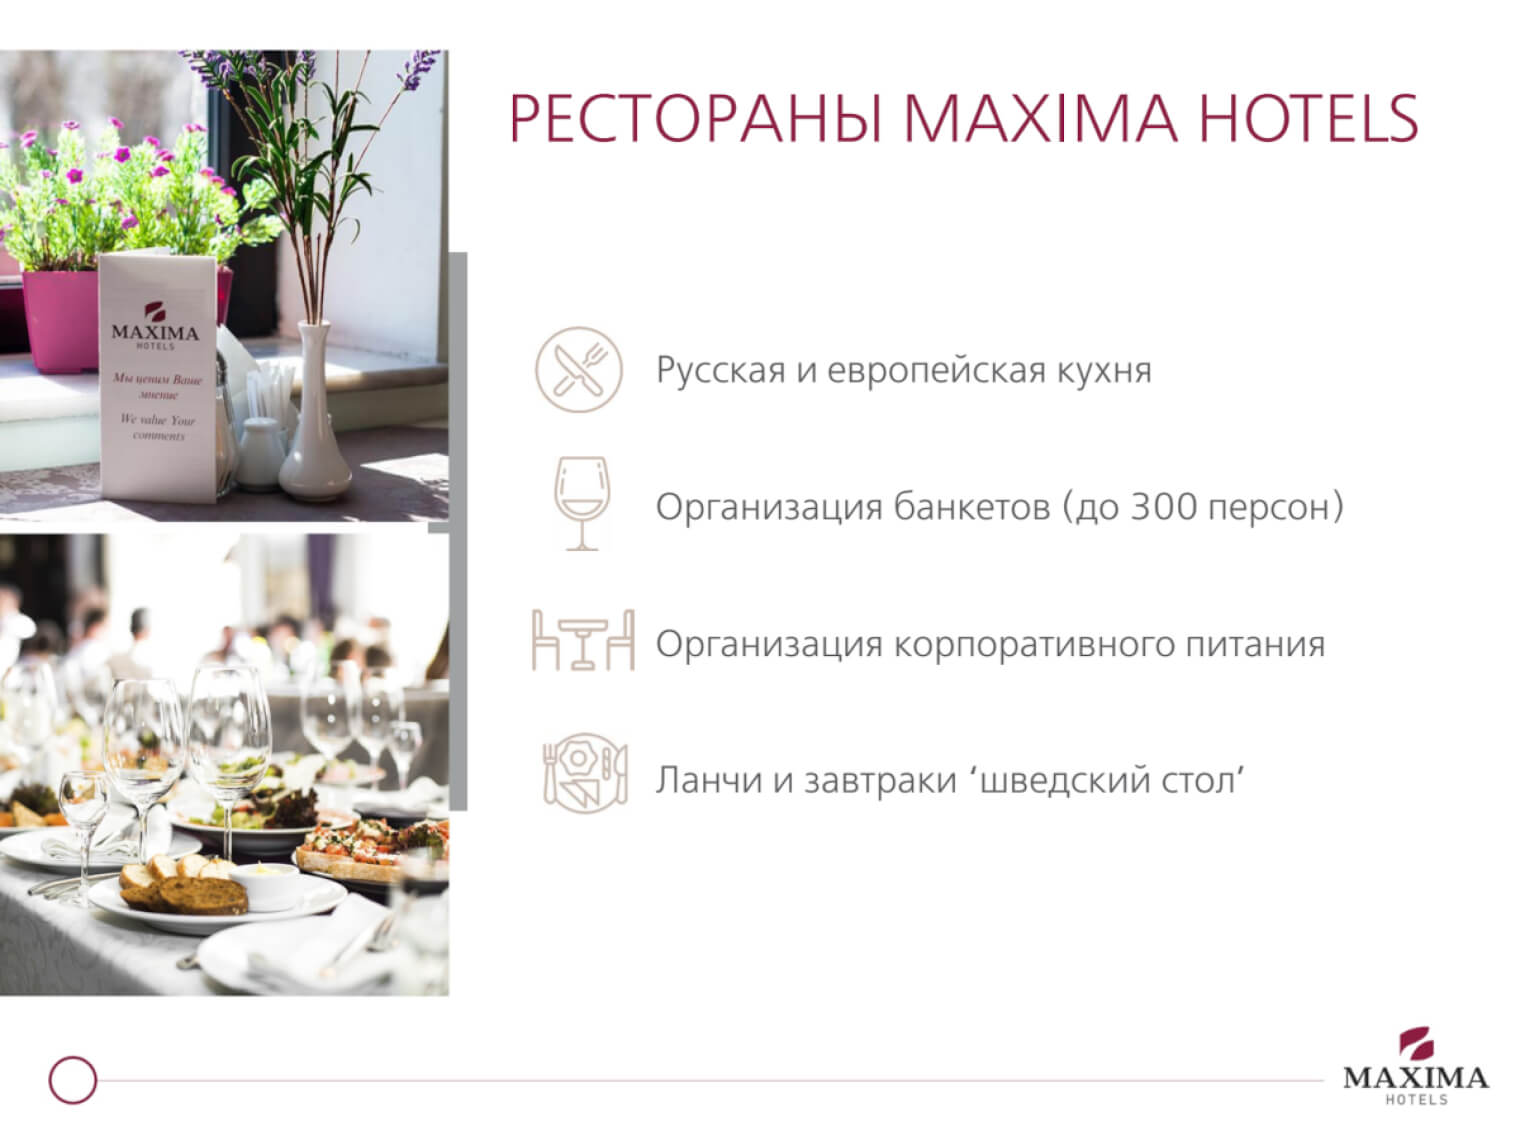 РЕСТОРАНЫ MAXIMA HOTELS
MAXIMA
HOTELS
Мы ценим Ваше
мнение
We value Your
comments
Русская и европейская кухня
Организация банкетов (до 300 персон)
Организация корпоративного питания
Ланчи и завтраки ‘шведский стол’
MAXIMA
HOTELS